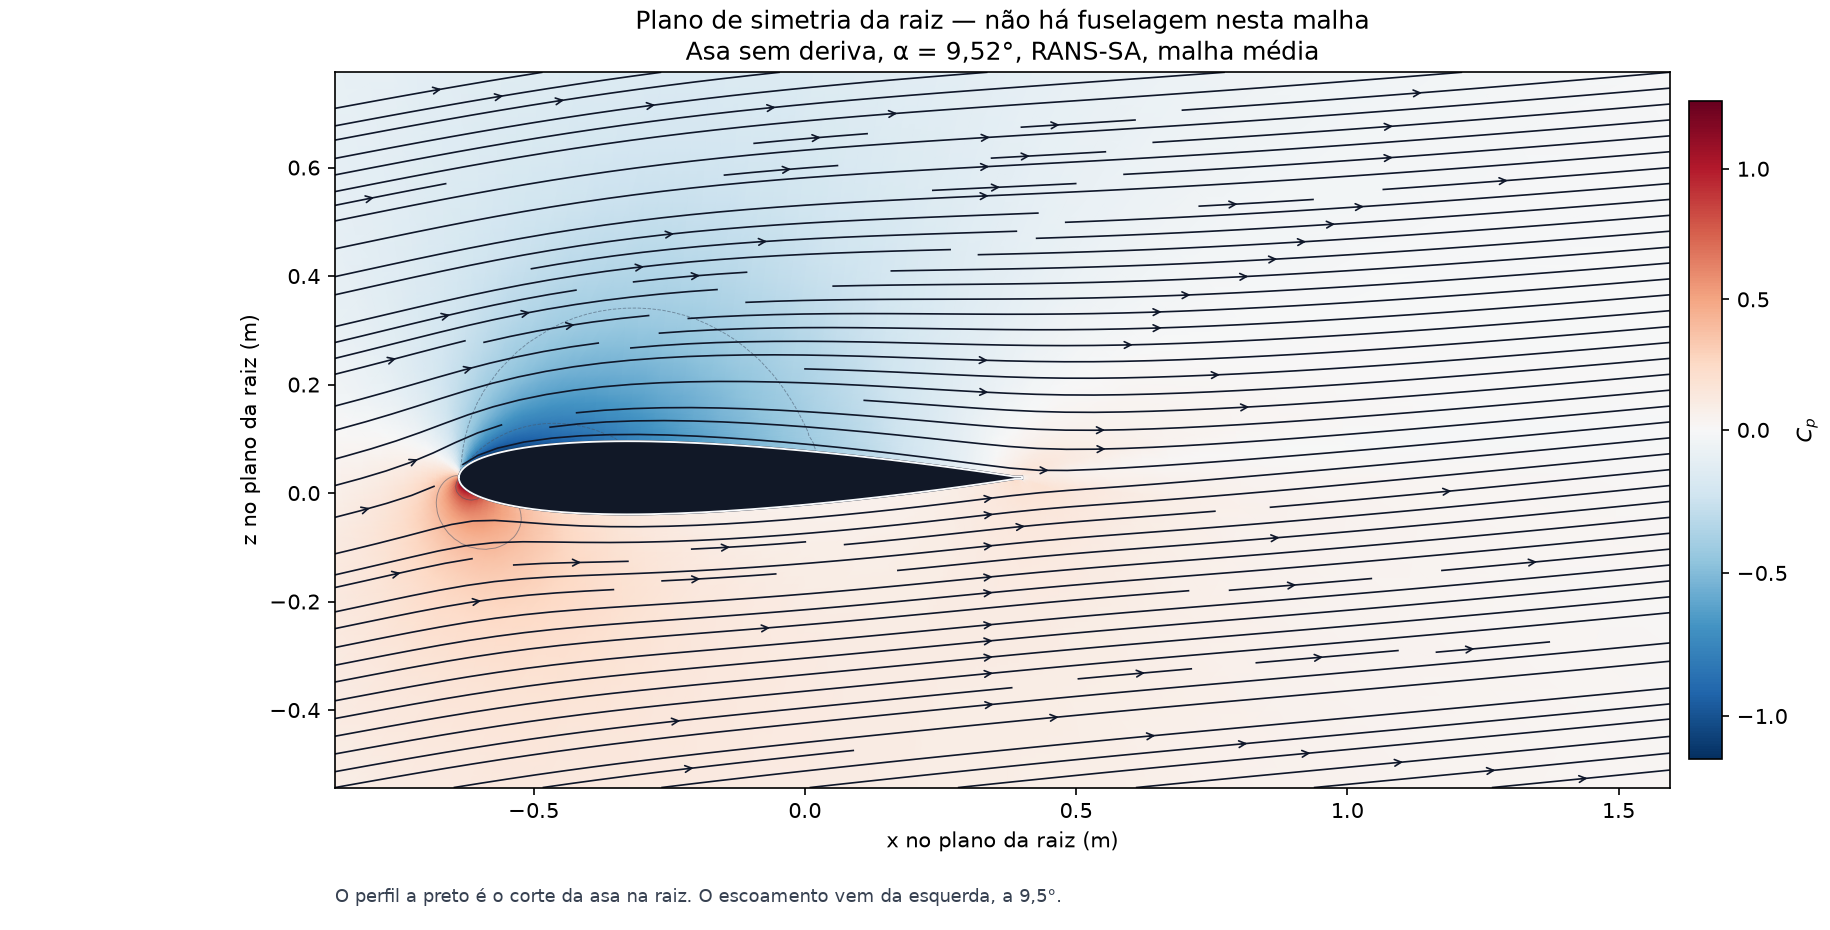 Plano de simetria da raiz — não há fuselagem nesta malha
Asa sem deriva, α = 9,52°, RANS-SA, malha média
z no plano da raiz (m)
0.6
0.4
0.2
0.0
−0.2
−0.4
−0.5
0.0
0.5
1.0
1.5
x no plano da raiz (m)
1.0
0.5
0.0
−0.5
−1.0
Cp
O perfil a preto é o corte da asa na raiz. O escoamento vem da esquerda, a 9,5°.